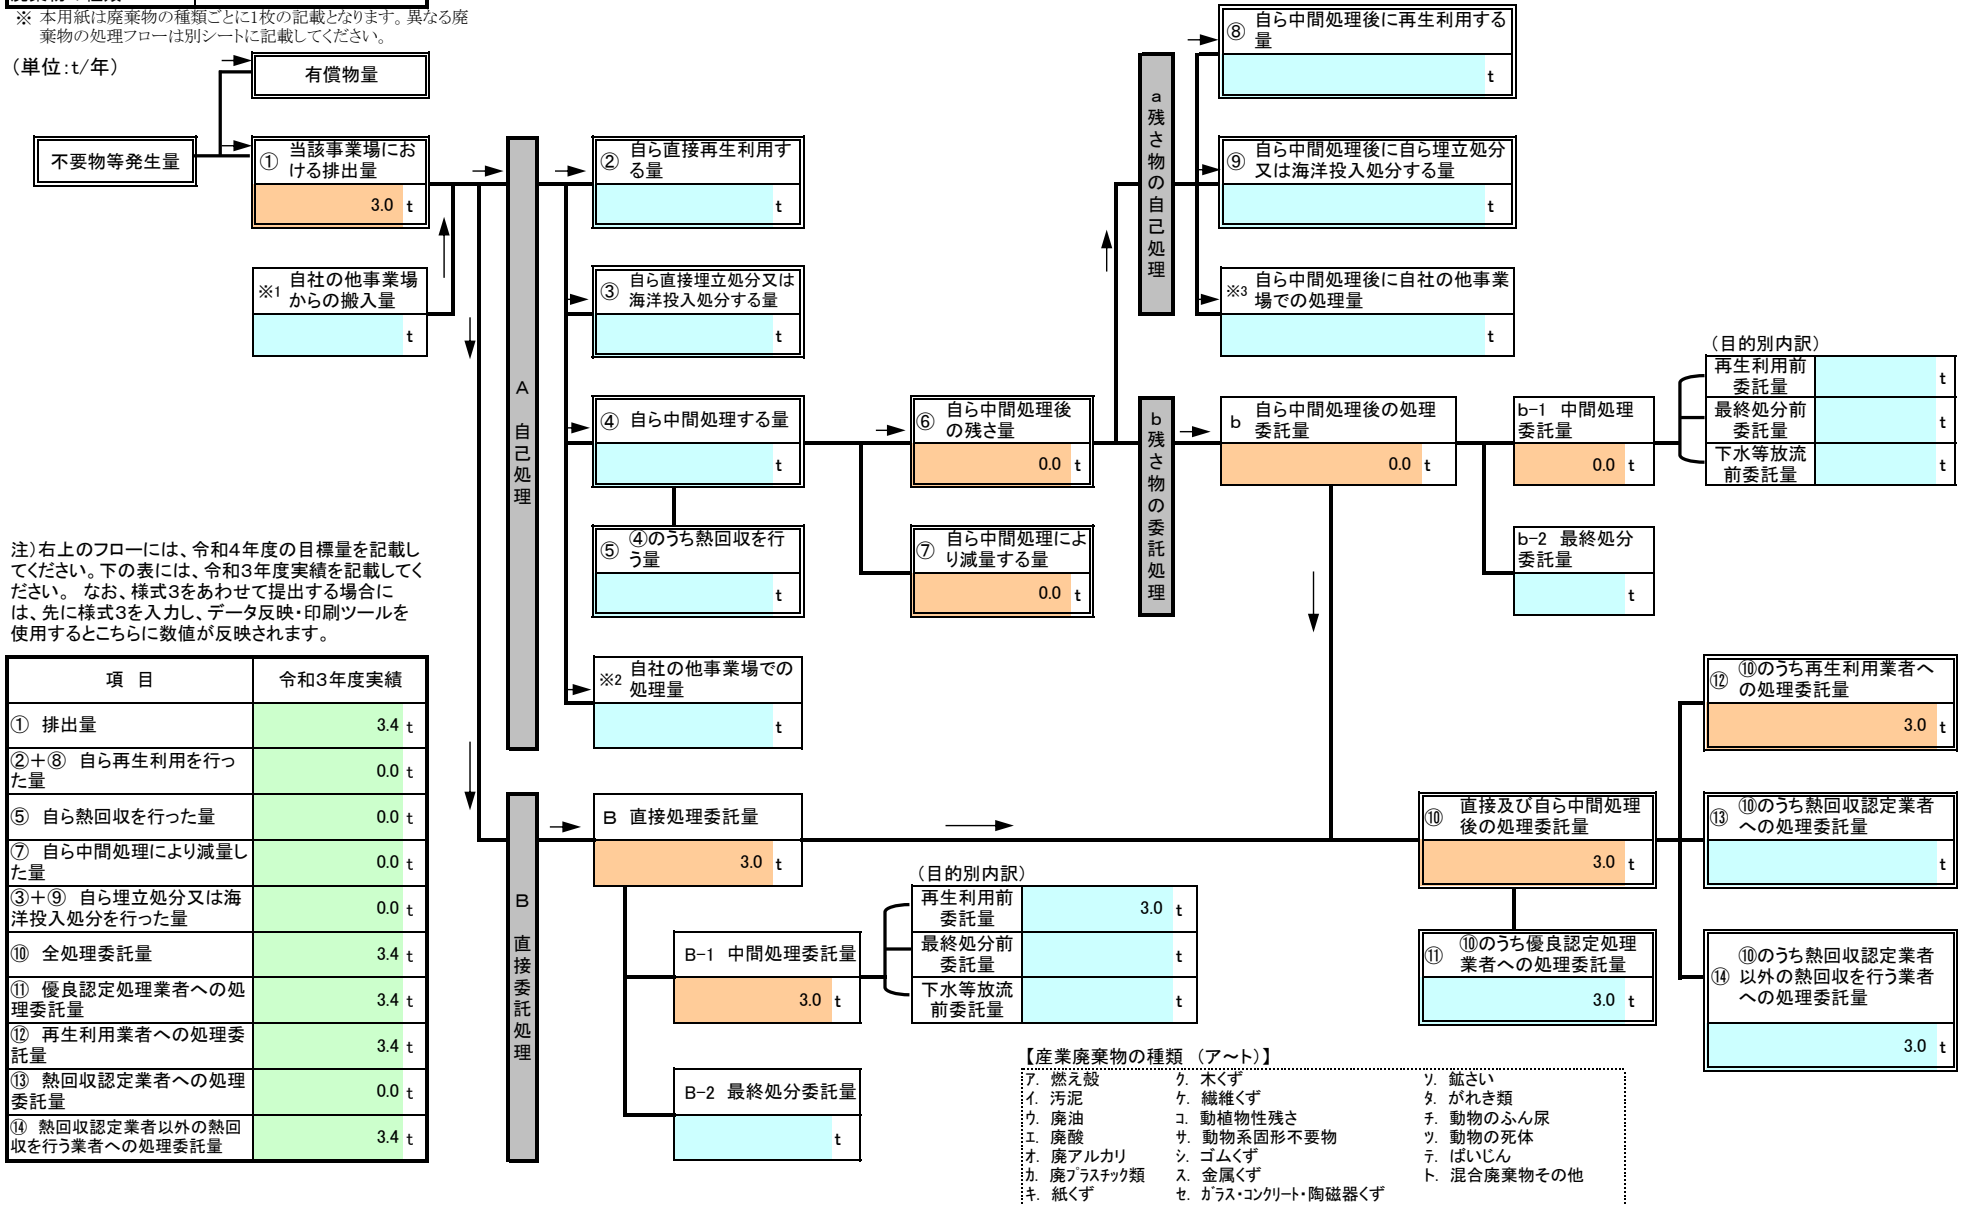 ※ 本用紙は廃棄物の種類ごとに1枚の記載となります。異なる廃
棄物の処理フローは別シートに記載してください。
（単位：t/年）
有償物量
不要物等発生量
① 当該事業場にお
ける排出量
3.0 t
※1 自社の他事業場
からの搬入量
t
A 自己処理
② 自ら直接再生利用す
る量
t
③ 自ら直接埋立処分又は
海洋投入処分する量
t
④ 自ら中間処理する量
t
⑤ ④のうち熱回収を行
う量
t
※2 自社の他事業場での
処理量
t
⑥ 自ら中間処理後
の残さ量
0.0 t
⑦ 自ら中間処理によ
り減量する量
0.0 t
a 残さ物の自己処理
⑧ 自ら中間処理後に再生利用する
量
t
⑨ 自ら中間処理後に自ら埋立処分
又は海洋投入処分する量
t
※3 自ら中間処理後に自社の他事業
場での処理量
t
b 残さ物の委託処理
b 自ら中間処理後の処理
委託量
0.0 t
b-1 中間処理
委託量
0.0 t
b-2 最終処分
委託量
t
（目的別内訳）
再生利用前
委託量
t
最終処分前
委託量
t
下水等放流
前委託量
t
注）右上のフローには、令和４年度の目標量を記載し
てください。下の表には、令和３年度実績を記載してく
ださい。 なお、様式３をあわせて提出する場合に
は、先に様式３を入力し、データ反映・印刷ツールを
使用するとこちらに数値が反映されます。
項 目 令和３年度実績
① 排出量 3.4 t
②＋⑧ 自ら再生利用を行っ
た量 0.0 t
⑤ 自ら熱回収を行った量 0.0 t
⑦ 自ら中間処理により減量し
た量 0.0 t
③＋⑨ 自ら埋立処分又は海
洋投入処分を行った量 0.0 t
⑩ 全処理委託量 3.4 t
⑪ 優良認定処理業者への処
理委託量 3.4 t
⑫ 再生利用業者への処理委
託量 3.4 t
⑬ 熱回収認定業者への処理
委託量 0.0 t
⑭ 熱回収認定業者以外の熱回
収を行う業者への処理委託量 3.4 t
B 直接委託処理
B 直接処理委託量
3.0 t
B-1 中間処理委託量
3.0 t
B-2 最終処分委託量
t
（目的別内訳）
再生利用前
委託量
3.0 t
最終処分前
委託量
t
下水等放流
前委託量
t
⑩ 直接及び自ら中間処理
後の処理委託量
3.0 t
⑪ ⑩のうち優良認定処理
業者への処理委託量
3.0 t
⑫ ⑩のうち再生利用業者へ
の処理委託量
3.0 t
⑬ ⑩のうち熱回収認定業者
への処理委託量
t
⑭ ⑩のうち熱回収認定業者
以外の熱回収を行う業者
への処理委託量
3.0 t
【産業廃棄物の種類 （ア～ト）】
ア. 燃え殻 ク. 木くず ソ. 鉱さい
イ. 汚泥 ケ. 繊維くず タ. がれき類
ウ. 廃油 コ. 動植物性残さ チ. 動物のふん尿
エ. 廃酸 サ. 動物系固形不要物 ツ. 動物の死体
オ. 廃アルカリ シ. ゴムくず テ. ばいじん
カ. 廃プラスチック類 ス. 金属くず ト. 混合廃棄物その他
キ. 紙くず セ. ガラス・コンクリート・陶磁器くず